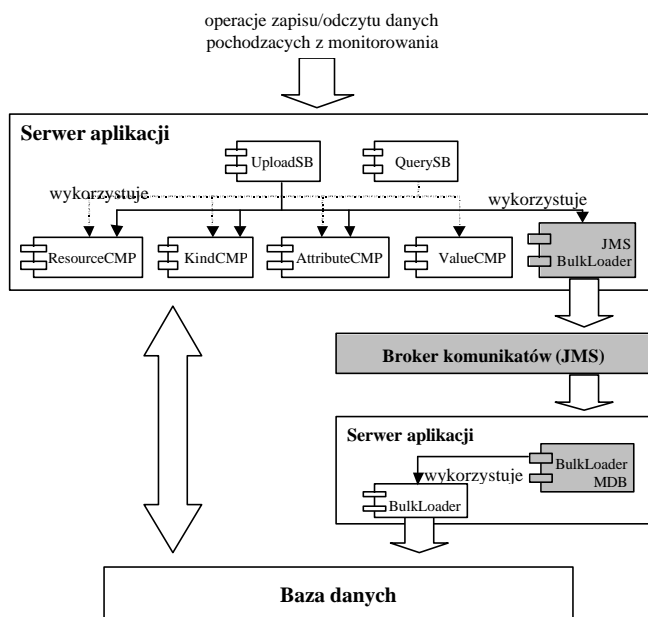 operacje zapisu/odczytu danych
pochodzacych z monitorowania
Serwer aplikacji
UploadSB
QuerySB
wykorzystuje
wykorzystuje
ResourceCMP
KindCMP
AttributeCMP
ValueCMP
JMS
BulkLoader
Broker komunikatów (JMS)
Serwer aplikacji
BulkLoader
MDB
wykorzystuje
BulkLoader
Baza danych